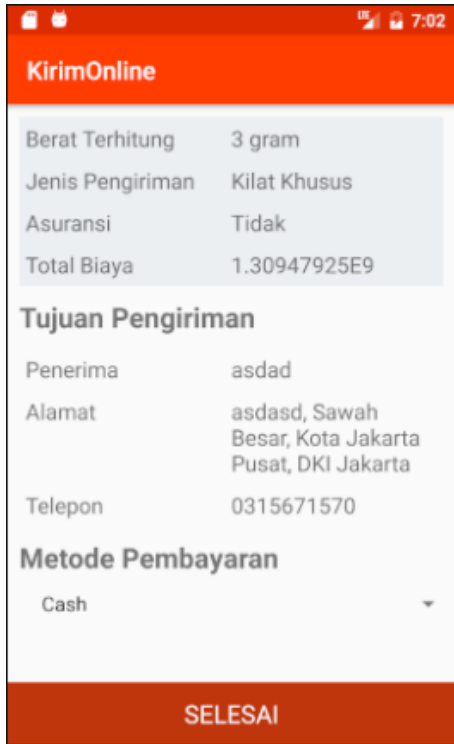 LTE 7:02
KirimOnline
Berat Terhitung 3 gram
Jenis Pengiriman Kilat Khusus
Asuransi Tidak
Total Biaya 1.30947925E9
Tujuan Pengiriman
Penerima asdad
Alamat asdasd, Sawah
Besar, Kota Jakarta
Pusat, DKI Jakarta
Telepon 0315671570
Metode Pembayaran
Cash
SELESAI